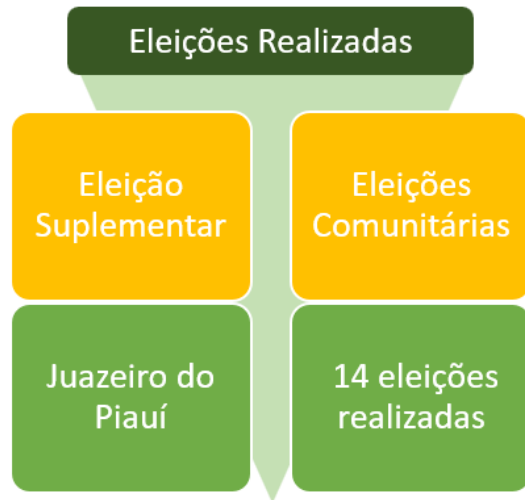 Eleições Realizadas
Eleição
Suplementar
Eleições
Comunitárias
Juazeiro do
Piauí
14 eleições
realizadas